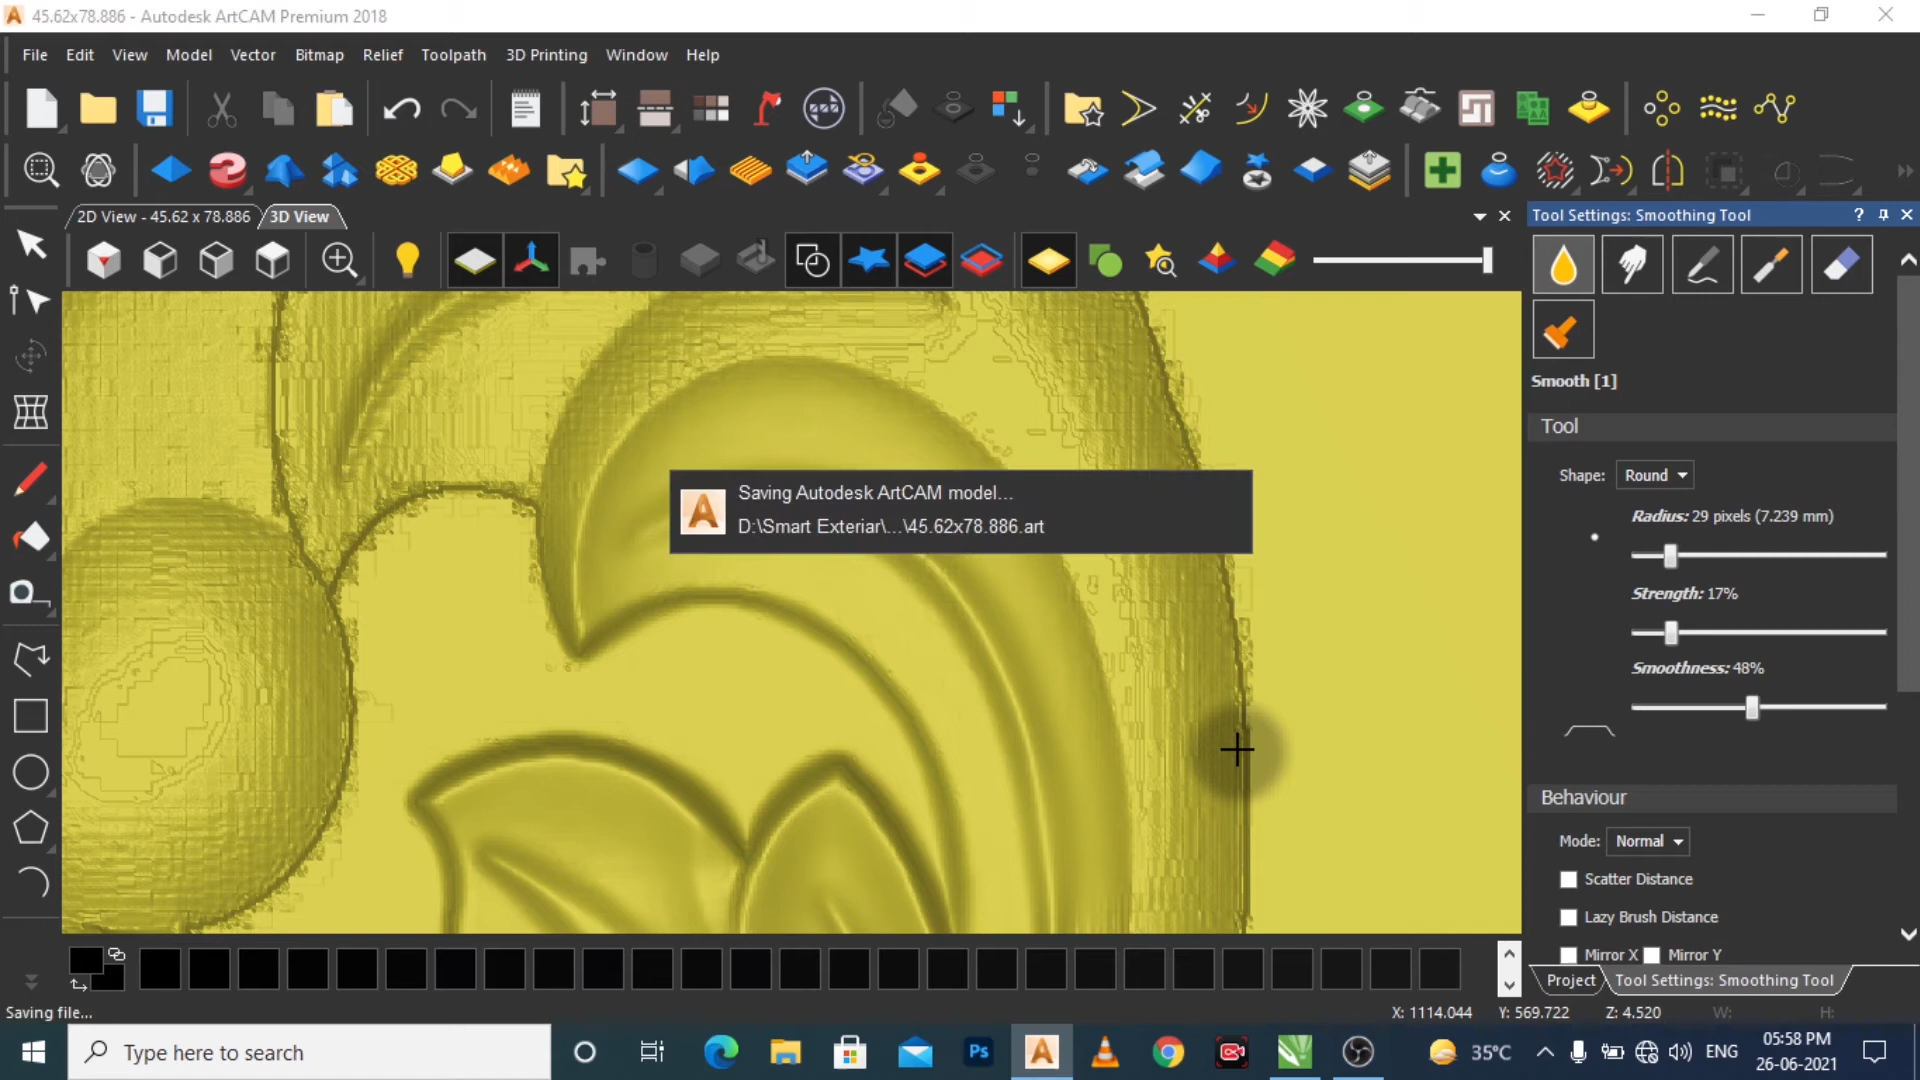 45.62x78.886 - Autodesk ArtCAM Premium 2018
File Edit View Model Vector Bitmap Relief Toolpath 3D Printing Window Help
2D View - 45.62 x 78.886 3D View
Tool Settings: Smoothing Tool
Smooth [1]
Tool
Shape: Round
Radius: 29 pixels (7.239 mm)
Strength: 17%
Smoothness: 48%
Saving Autodesk ArtCAM model...
D:\Smart Exteriar\...\45.62x78.886.art
Behaviour
Mode: Normal
Scatter Distance
Lazy Brush Distance
Mirror X Mirror Y
Project Tool Settings: Smoothing Tool
Saving file...
X: 1114.044 Y: 569.722 Z: 4.520 W: H:
Type here to search
Ps
35°C
ENG
05:58 PM
26-06-2021